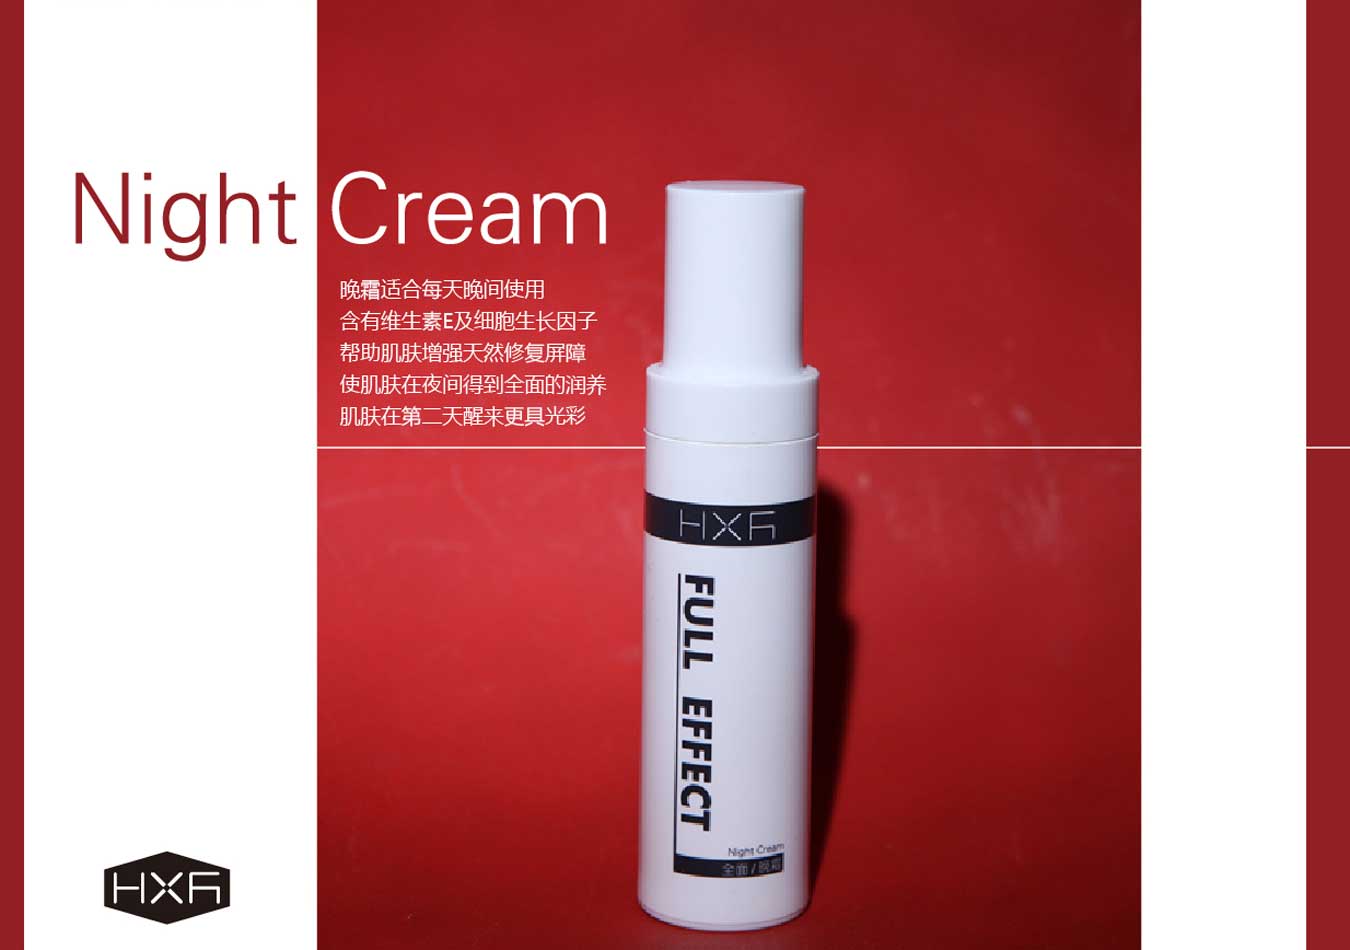 Night Cream
晚霜适合每天晚间使用
含有维生素E及细胞生长因子
帮助肌肤增强天然修复屏障
使肌肤在夜间得到全面的润养
肌肤在第二天醒来更具光彩
HXA
FULL EFFECT
Night Cream
全面/晚霜
HXA